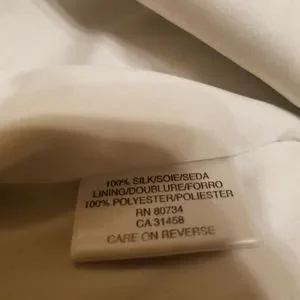 100% SILK/SOIE/SEDA
LINING/DOUBLURE/FORRO
100% POLYESTER/POLIESTER
RN 80734
CA 31458
CARE ON REVERSE